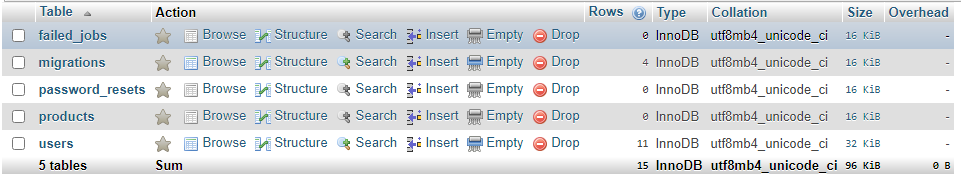 Table Action Rows Type Collation Size Overhead
failed_jobs Browse Structure Search Insert Empty Drop 0 InnoDB utf8mb4_unicode_ci 16 KiB -
migrations Browse Structure Search Insert Empty Drop 4 InnoDB utf8mb4_unicode_ci 16 KiB -
password_resets Browse Structure Search Insert Empty Drop 0 InnoDB utf8mb4_unicode_ci 16 KiB -
products Browse Structure Search Insert Empty Drop 0 InnoDB utf8mb4_unicode_ci 16 KiB -
users Browse Structure Search Insert Empty Drop 11 InnoDB utf8mb4_unicode_ci 32 KiB -
5 tables Sum 15 InnoDB utf8mb4_unicode_ci 96 KiB 0 B